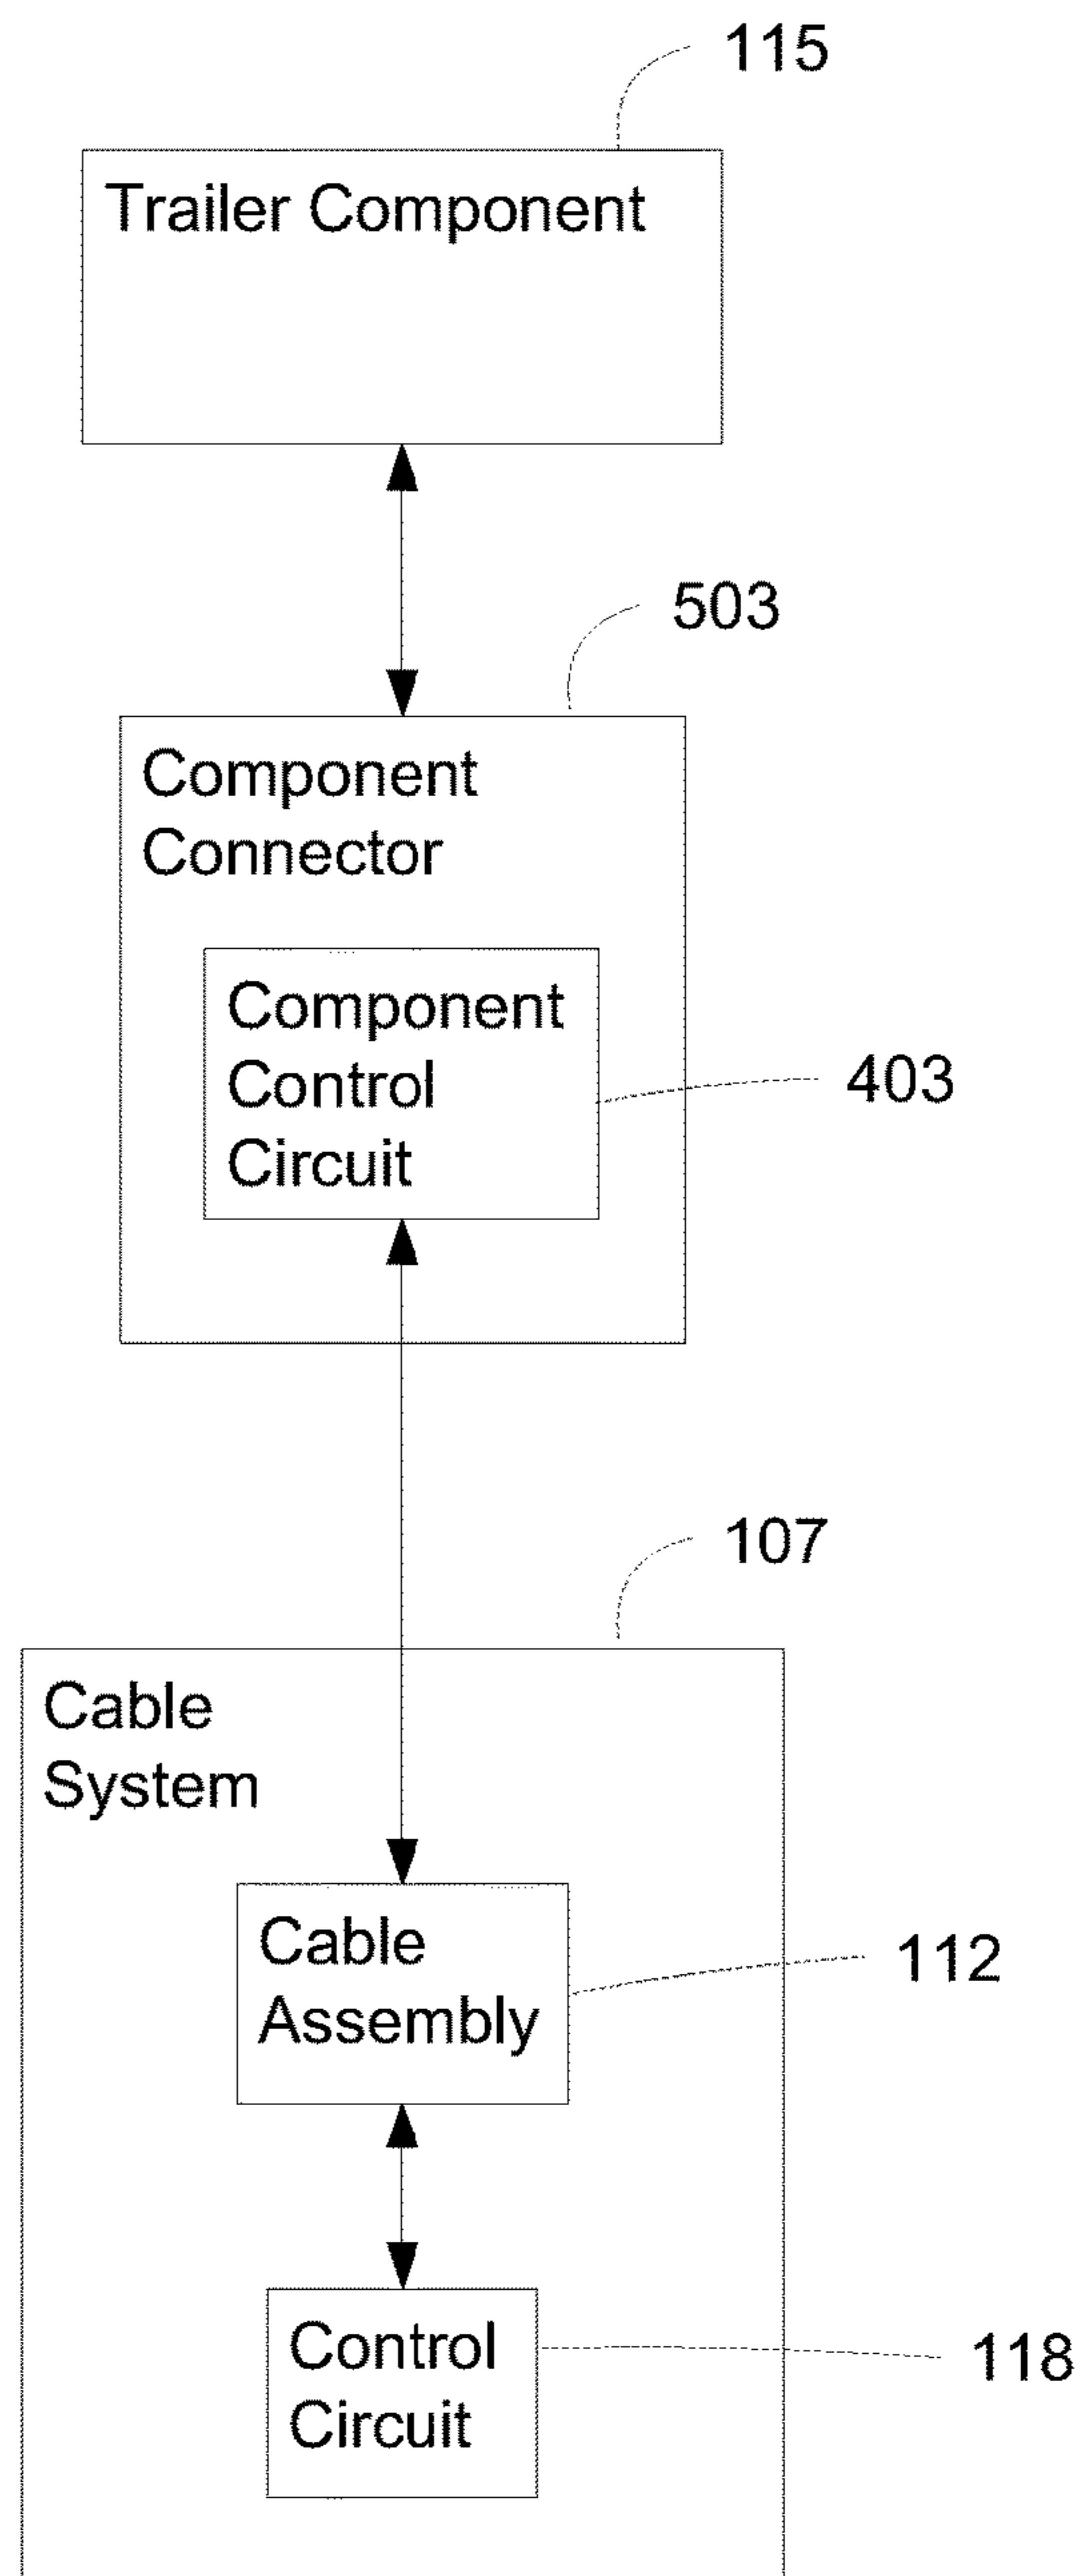 115
Trailer Component
503
Component
Connector
Component
Control
Circuit
403
107
Cable
System
Cable
Assembly
112
Control
Circuit
118